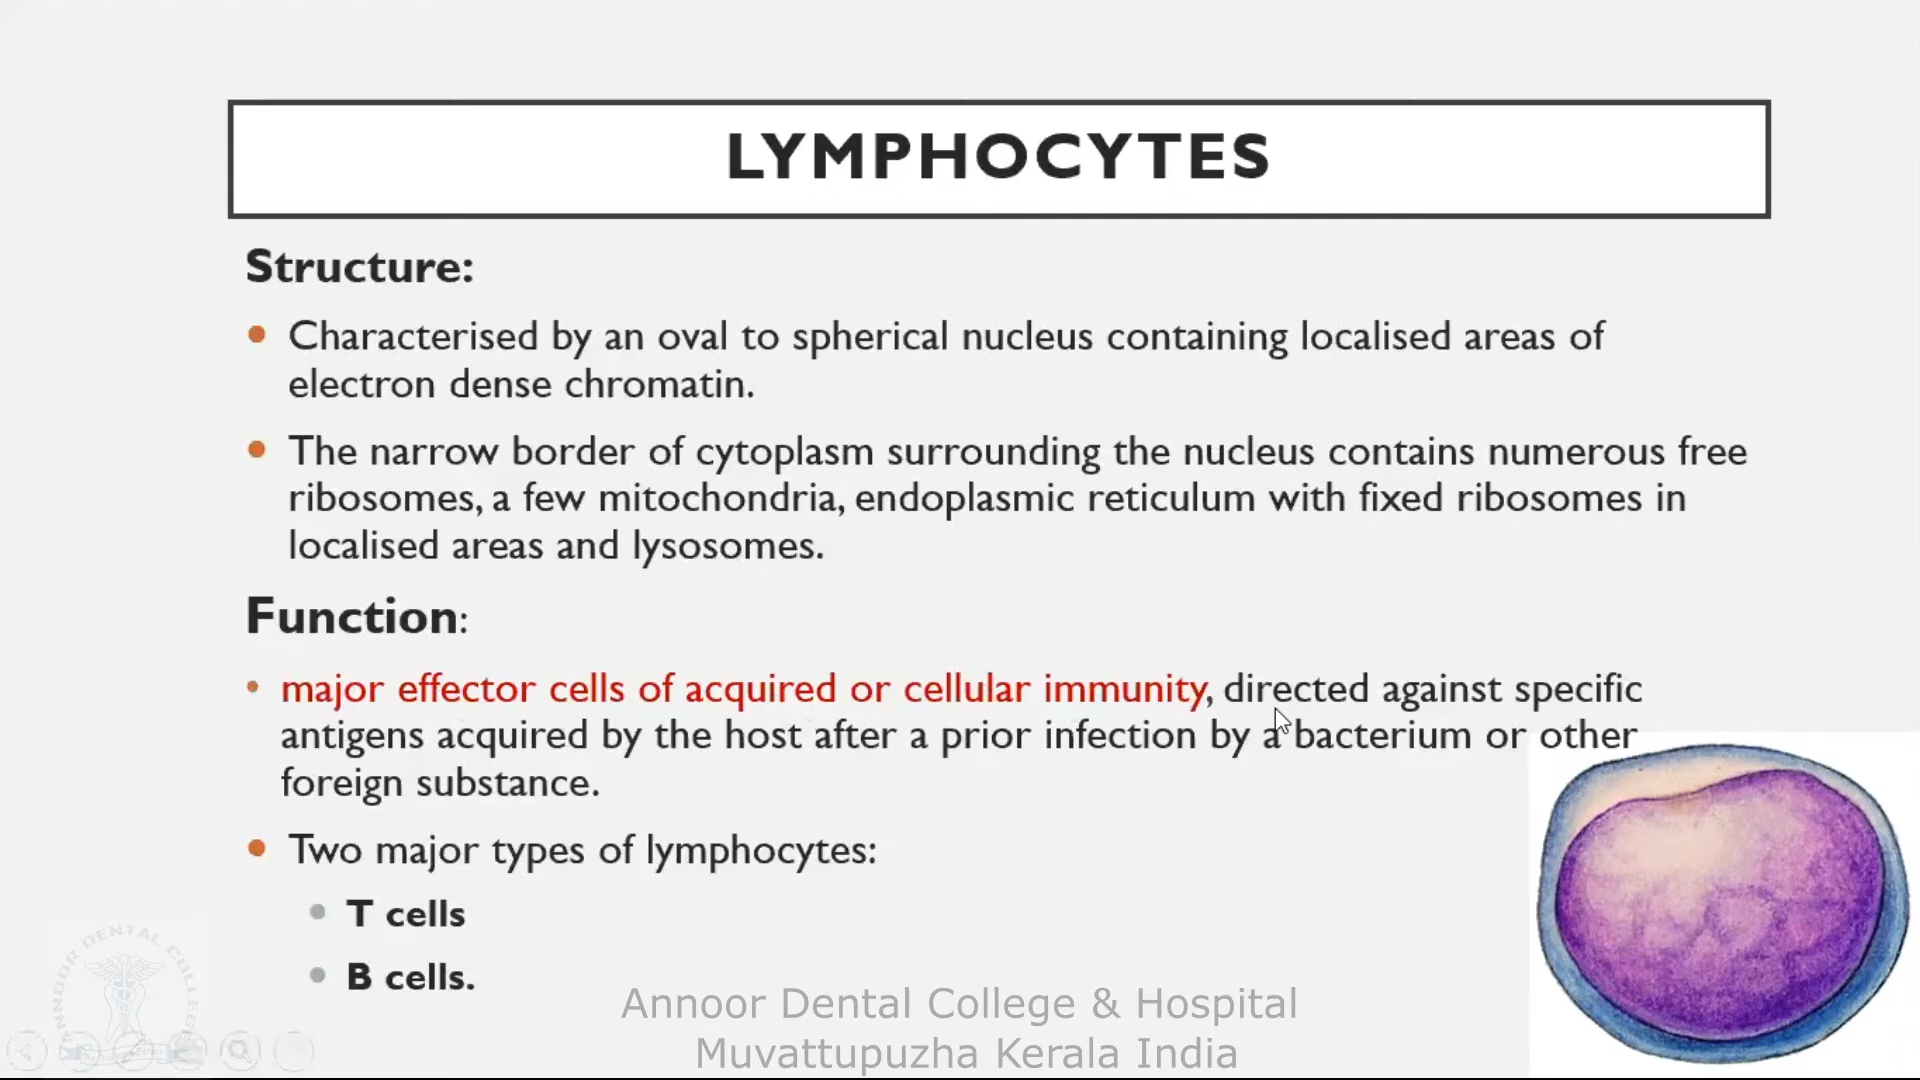 LYMPHOCYTES
Structure:
Characterised by an oval to spherical nucleus containing localised areas of
electron dense chromatin.
The narrow border of cytoplasm surrounding the nucleus contains numerous free
ribosomes, a few mitochondria, endoplasmic reticulum with fixed ribosomes in
localised areas and lysosomes.
Function:
major effector cells of acquired or cellular immunity, directed against specific
antigens acquired by the host after a prior infection by a bacterium or other
foreign substance.
Two major types of lymphocytes:
T cells
B cells.
ANNOOR DENTAL COLLEGE
Annoor Dental College & Hospital
Muvattupuzha Kerala India